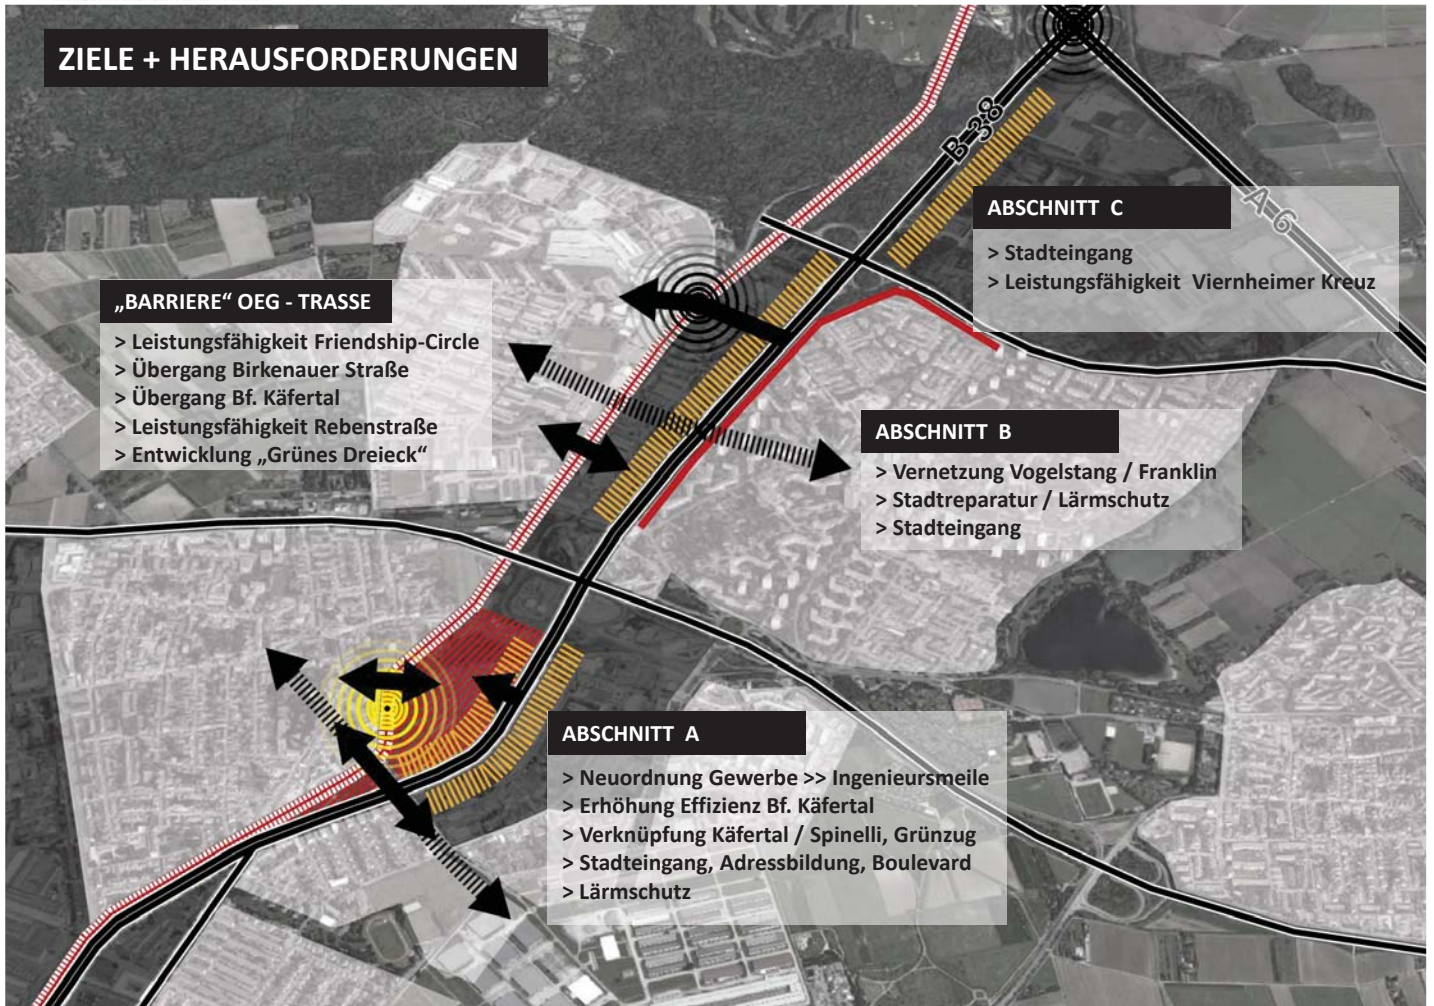 ZIELE + HERAUSFORDERUNGEN
B 38
A 6
ABSCHNITT C
> Stadteingang
> Leistungsfähigkeit Viernheimer Kreuz
„BARRIERE“ OEG - TRASSE
> Leistungsfähigkeit Friendship-Circle
> Übergang Birkenauer Straße
> Übergang Bf. Käfertal
> Leistungsfähigkeit Rebenstraße
> Entwicklung „Grünes Dreieck“
ABSCHNITT B
> Vernetzung Vogelstang / Franklin
> Stadtreparatur / Lärmschutz
> Stadteingang
ABSCHNITT A
> Neuordnung Gewerbe >> Ingenieursmeile
> Erhöhung Effizienz Bf. Käfertal
> Verknüpfung Käfertal / Spinelli, Grünzug
> Stadteingang, Adressbildung, Boulevard
> Lärmschutz